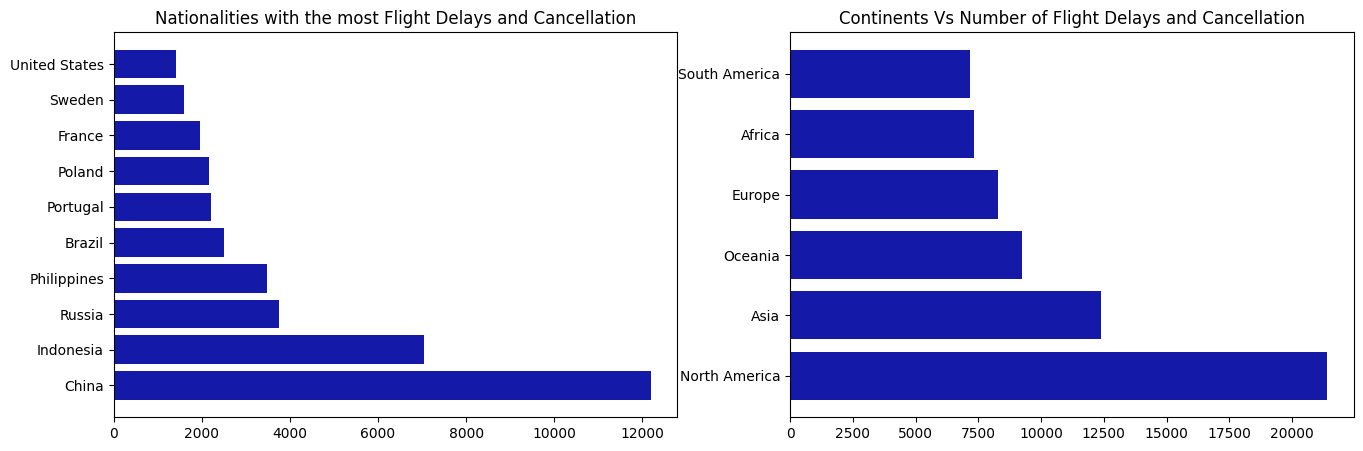 Nationalities with the most Flight Delays and Cancellation
United States
Sweden
France
Poland
Portugal
Brazil
Philippines
Russia
Indonesia
China
0 2000 4000 6000 8000 10000 12000
Continents Vs Number of Flight Delays and Cancellation
South America
Africa
Europe
Oceania
Asia
North America
0 2500 5000 7500 10000 12500 15000 17500 20000